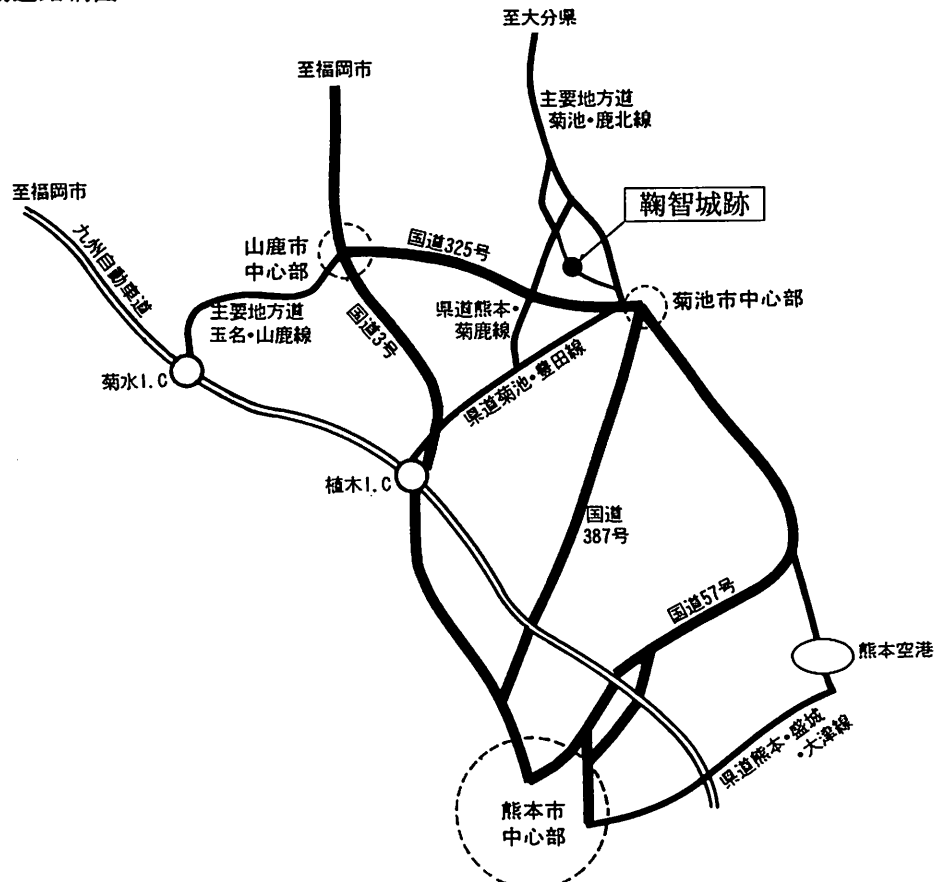 至大分県
至福岡市
主要地方道
菊池・鹿北線
至福岡市
鞠智城跡
九州自動車道
山鹿市
中心部
国道325号
主要地方道
玉名・山鹿線
国道3号
県道熊本・
菊鹿線
菊池市中心部
菊水I.C
県道菊池・豊田線
植木I.C
国道
387号
国道57号
熊本空港
県道熊本・盛城
・大津線
熊本市
中心部